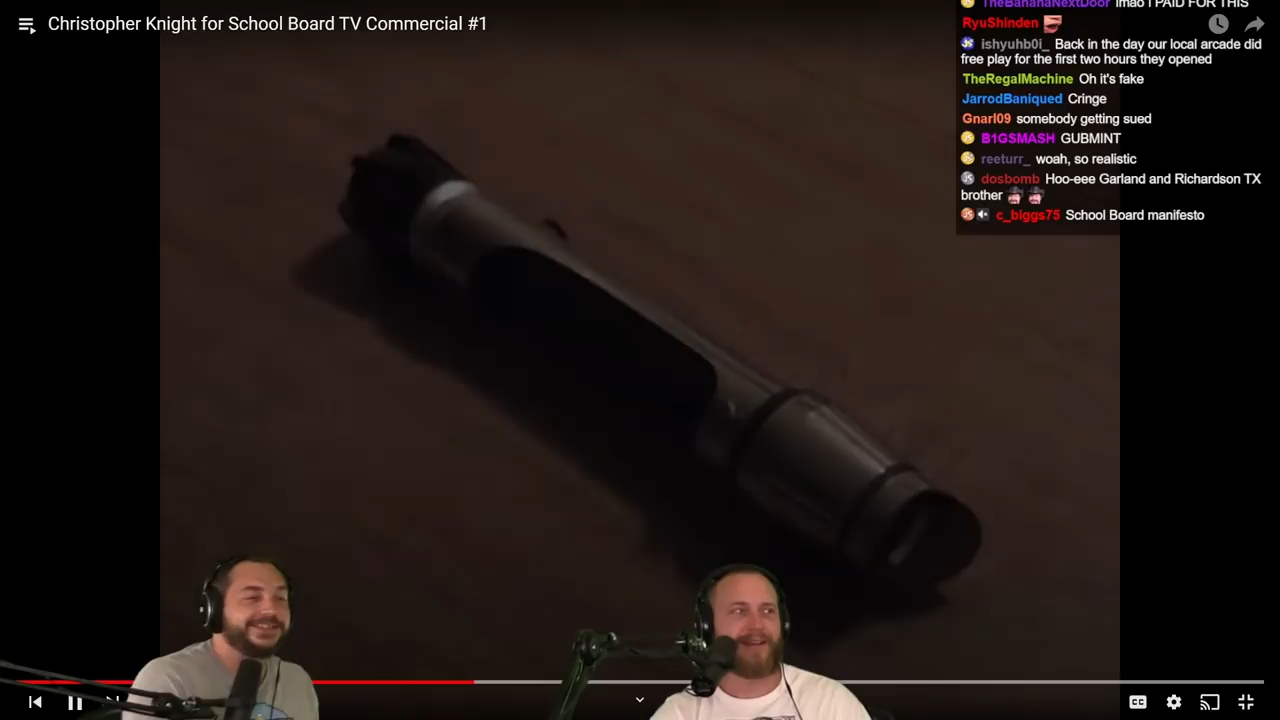 Christopher Knight for School Board TV Commercial #1
TheBananaNextDoor lmao I PAID FOR THIS
RyuShinden
ishyuhb0i_ Back in the day our local arcade did
free play for the first two hours they opened
TheRegalMachine Oh it's fake
JarrodBaniqued Cringe
Gnarl09 somebody getting sued
B1GSMASH GUBMINT
reeturr_ woah, so realistic
dosbomb Hoo-eee Garland and Richardson TX
brother
c_biggs75 School Board manifesto
CC